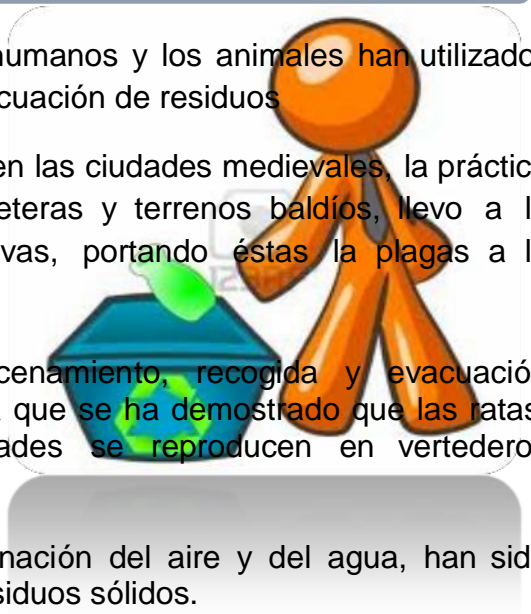 umanos y los animales han utilizado
cuación de residuos
en las ciudades medievales, la práctic
eteras y terrenos baldíos, llevo a l
vas, portando éstas la plagas a l
cenamiento, recogida y evacuació
que se ha demostrado que las ratas
ades se reproducen en vertedero
nación del aire y del agua, han sid
siduos sólidos.